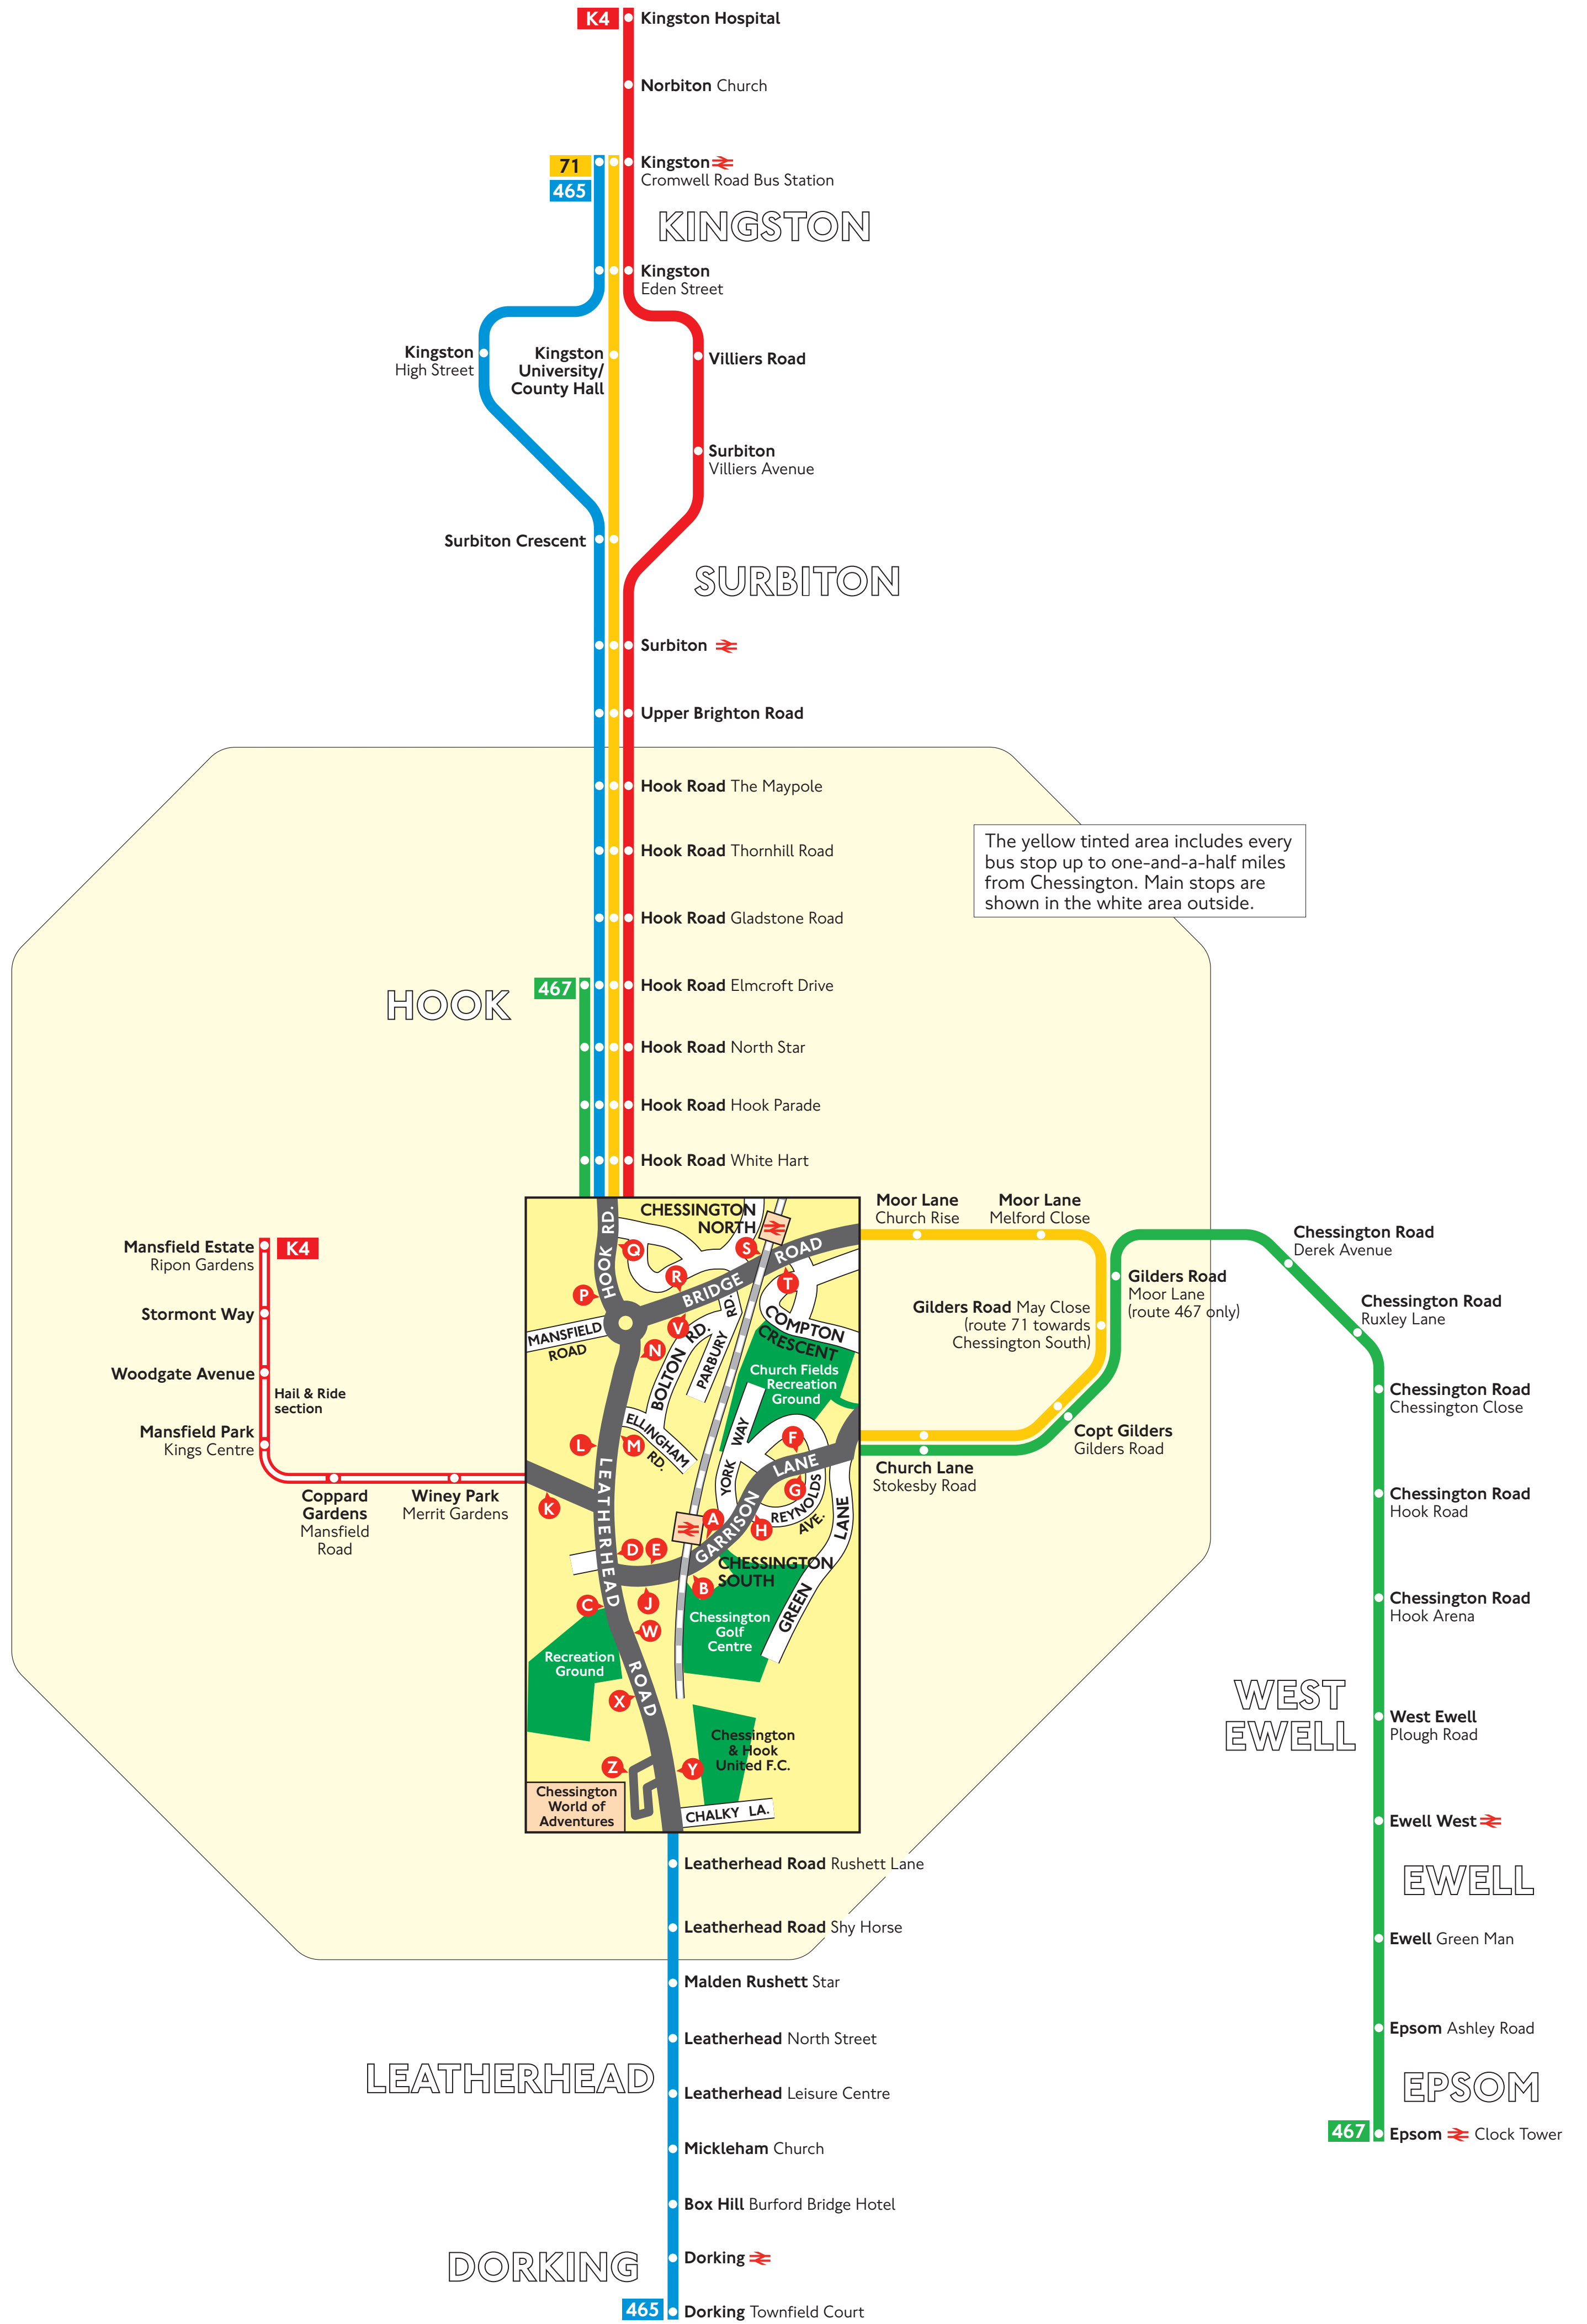 K4
Kingston Hospital
Norbiton Church
71
465
Kingston
Cromwell Road Bus Station
KINGSTON
Kingston
Eden Street
Kingston
High Street
Kingston
University/
County Hall
Villiers Road
Surbiton
Villiers Avenue
Surbiton Crescent
SURBITON
Surbiton
Upper Brighton Road
Hook Road The Maypole
The yellow tinted area includes every
bus stop up to one-and-a-half miles
from Chessington. Main stops are
shown in the white area outside.
Hook Road Thornhill Road
Hook Road Gladstone Road
467
Hook Road Elmcroft Drive
HOOK
Hook Road North Star
Hook Road Hook Parade
Hook Road White Hart
Mansfield Estate
Ripon Gardens
K4
Stormont Way
Woodgate Avenue
Hail & Ride
section
Mansfield Park
Kings Centre
Coppard
Gardens
Mansfield
Road
Winey Park
Merrit Gardens
CHESSINGTON
NORTH
HOOK RD.
Q
S
R
T
P
BRIDGE ROAD
V
MANSFIELD
ROAD
N
BOLTON RD.
PARBURY RD.
COMPTON
CRESCENT
Church Fields
Recreation
Ground
ELLINGHAM
RD.
L
M
YORK WAY
F
G
K
A
H
GARRISON LANE
REYNOLDS
AVE.
GREEN LANE
LEATHERHEAD ROAD
D
E
CHESSINGTON
SOUTH
B
C
J
W
Chessington
Golf
Centre
Recreation
Ground
X
Chessington
& Hook
United F.C.
Z
Y
Chessington
World of
Adventures
CHALKY LA.
Moor Lane
Church Rise
Moor Lane
Melford Close
Gilders Road May Close
(route 71 towards
Chessington South)
Gilders Road
Moor Lane
(route 467 only)
Copt Gilders
Gilders Road
Church Lane
Stokesby Road
Chessington Road
Derek Avenue
Chessington Road
Ruxley Lane
Chessington Road
Chessington Close
Chessington Road
Hook Road
Chessington Road
Hook Arena
WEST
EWELL
West Ewell
Plough Road
Ewell West
EWELL
Ewell Green Man
Epsom Ashley Road
EPSOM
467
Epsom Clock Tower
Leatherhead Road Rushett Lane
Leatherhead Road Shy Horse
Malden Rushett Star
Leatherhead North Street
LEATHERHEAD
Leatherhead Leisure Centre
Mickleham Church
Box Hill Burford Bridge Hotel
DORKING
Dorking
465
Dorking Townfield Court